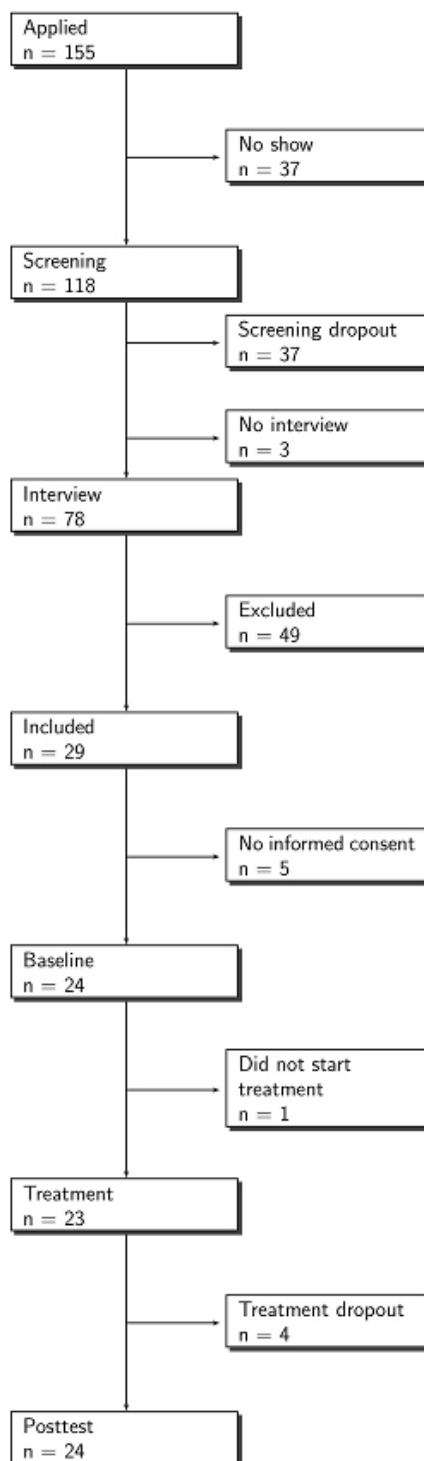 Applied
n = 155
No show
n = 37
Screening
n = 118
Screening dropout
n = 37
No interview
n = 3
Interview
n = 78
Excluded
n = 49
Included
n = 29
No informed consent
n = 5
Baseline
n = 24
Did not start
treatment
n = 1
Treatment
n = 23
Treatment dropout
n = 4
Posttest
n = 24